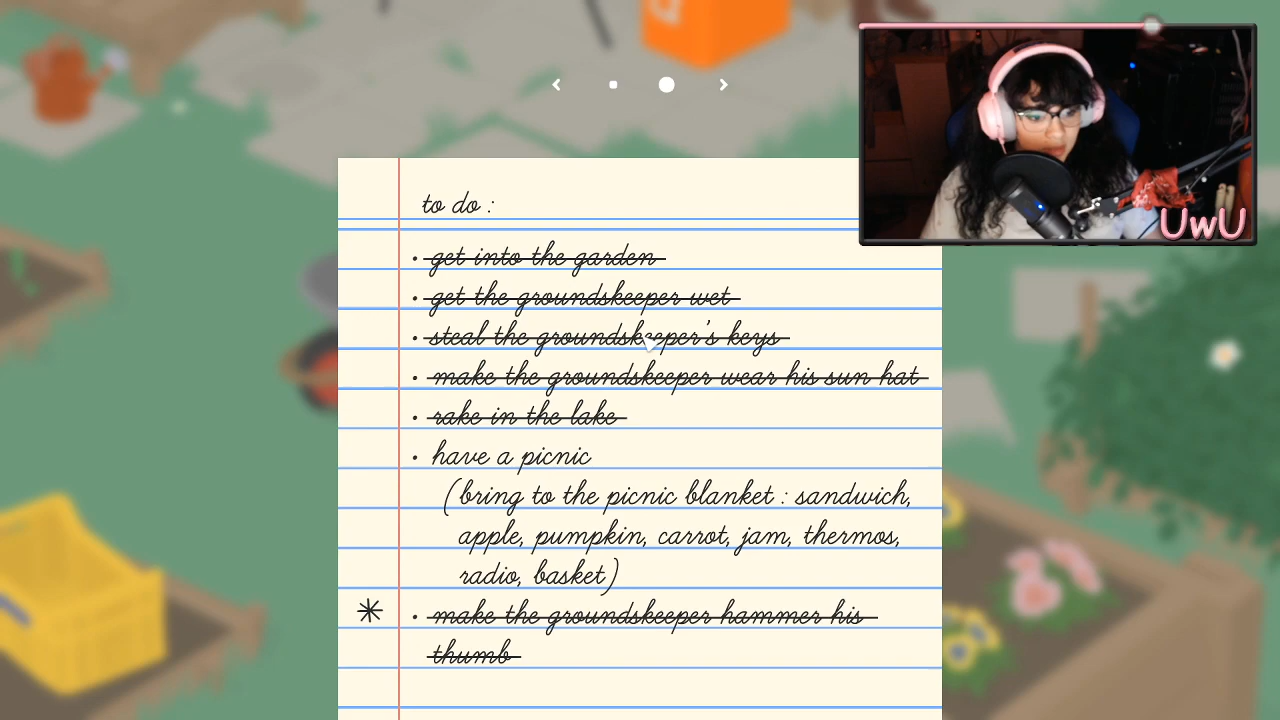 to do :
• get into the garden
• get the groundskeeper wet
• steal the groundskeeper's keys
• make the groundskeeper wear his sun hat
• rake in the lake
• have a picnic
(bring to the picnic blanket : sandwich,
apple, pumpkin, carrot, jam, thermos,
radio, basket)
• make the groundskeeper hammer his
thumb
UwU